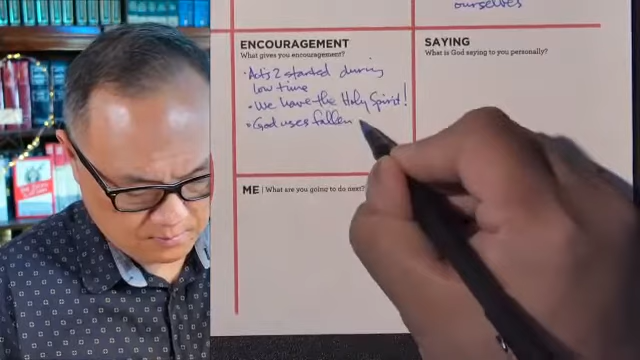 ourselves
ENCOURAGEMENT
What gives you encouragement?
• Acts 2 started during
low time
• We have the Holy Spirit!
• God uses fallen
SAYING
What is God saying to you personally?
ME | What are you going to do next?